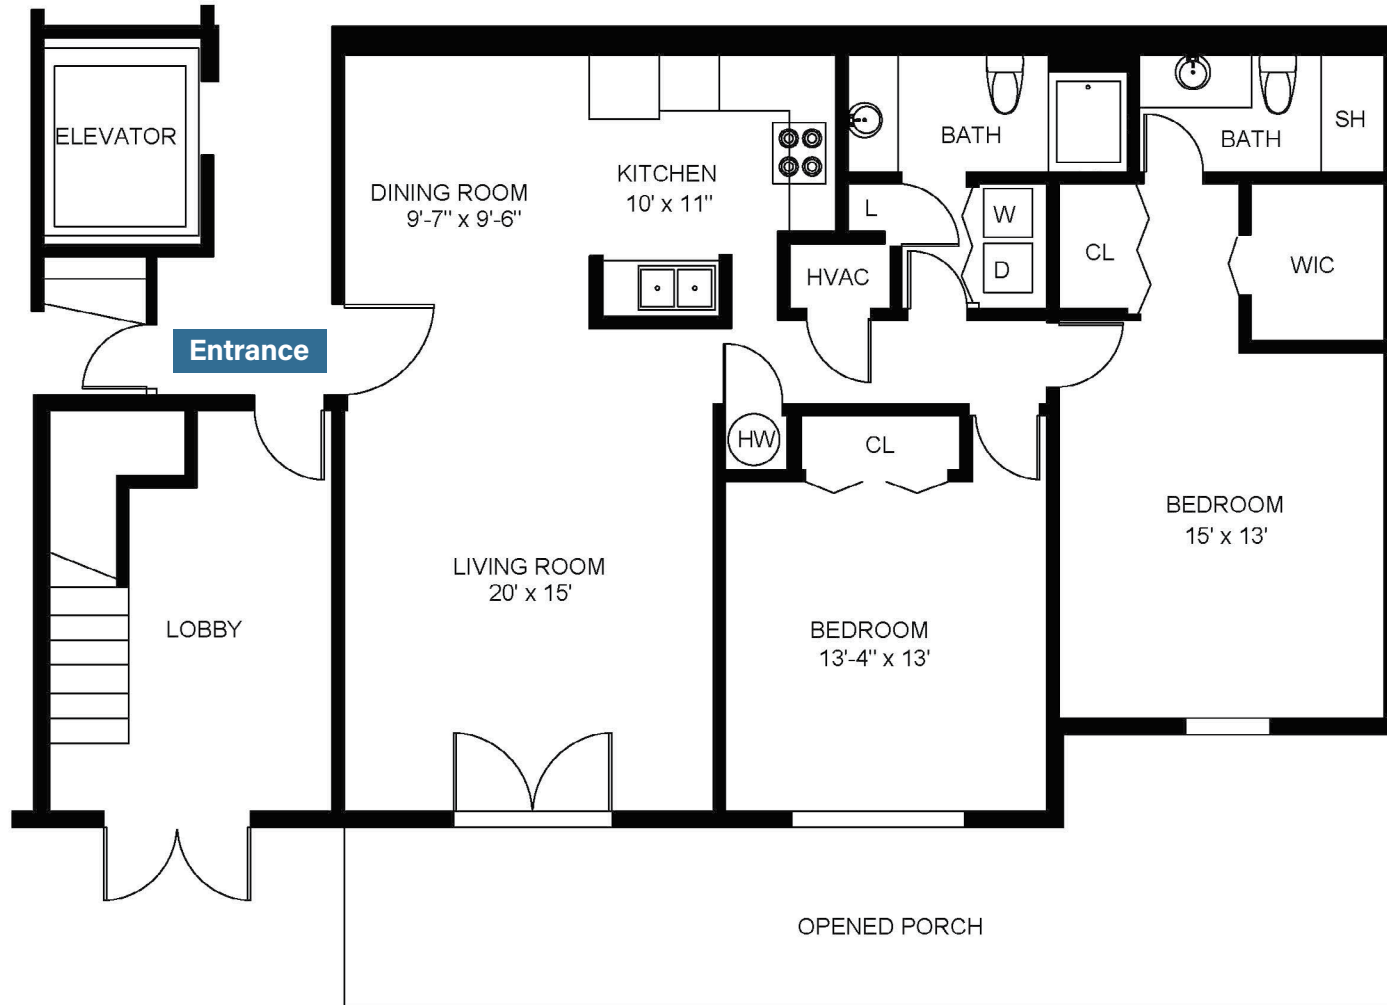 ELEVATOR
DINING ROOM
9'-7" x 9'-6"
KITCHEN
10' x 11"
BATH
BATH
SH
L
W
D
CL
WIC
HVAC
Entrance
HW
CL
BEDROOM
15' x 13'
LIVING ROOM
20' x 15'
LOBBY
BEDROOM
13'-4" x 13'
OPENED PORCH